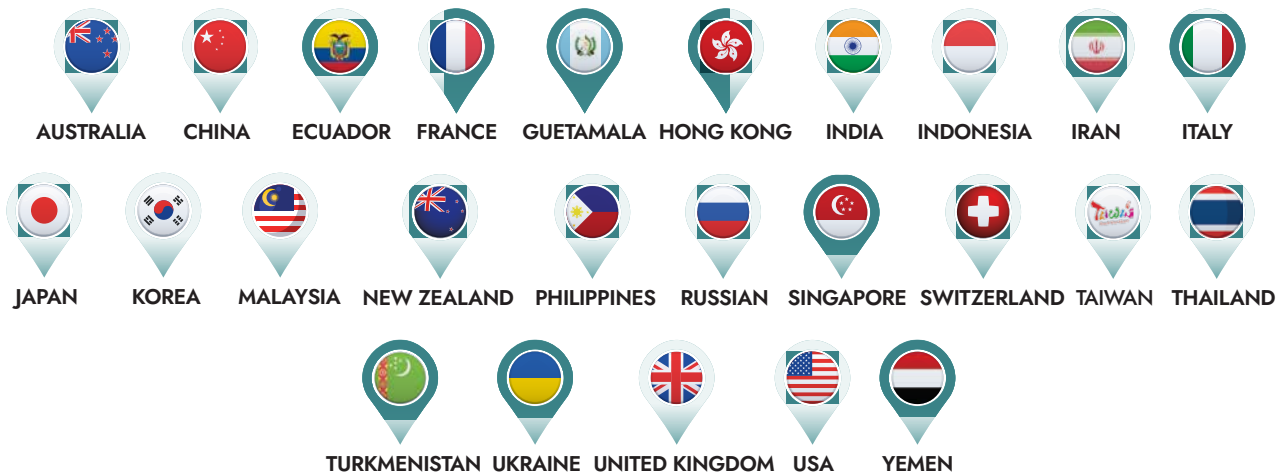 AUSTRALIA CHINA ECUADOR FRANCE GUETAMALA HONG KONG INDIA INDONESIA IRAN ITALY
JAPAN KOREA MALAYSIA NEW ZEALAND PHILIPPINES RUSSIAN SINGAPORE SWITZERLAND TAIWAN THAILAND
TURKMENISTAN UKRAINE UNITED KINGDOM USA YEMEN